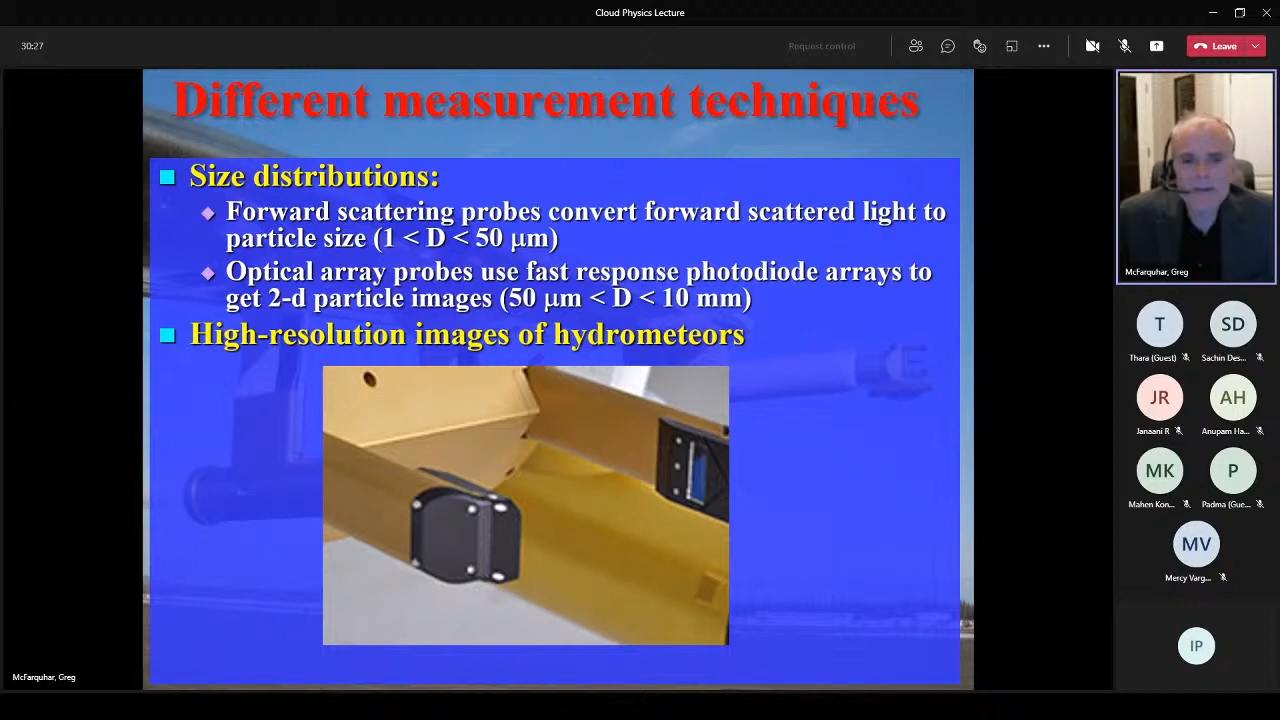 Cloud Physics Lecture
30:27
Request control
Leave
Different measurement techniques
Size distributions:
Forward scattering probes convert forward scattered light to
particle size (1 < D < 50 μm)
Optical array probes use fast response photodiode arrays to
get 2-d particle images (50 μm < D < 10 mm)
High-resolution images of hydrometeors
McFarquhar, Greg
McFarquhar, Greg
T
SD
Thara (Guest)
Sachin Des...
JR
AH
Janaani R
Anupam Ha...
MK
P
Mahen Kon...
Padma (Gue...
MV
Mercy Varg...
IP